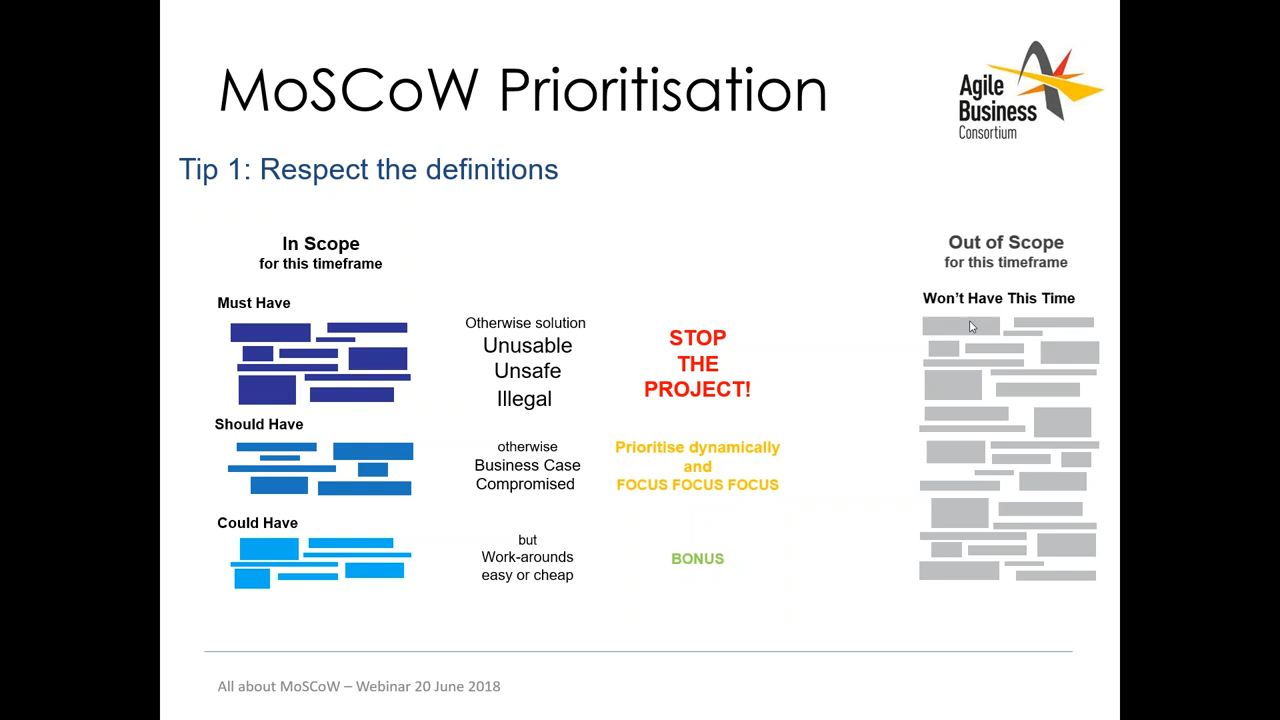 MoSCoW Prioritisation
Agile
Business
Consortium
Tip 1: Respect the definitions
In Scope
for this timeframe
Must Have
Otherwise solution
Unusable
Unsafe
Illegal
STOP
THE
PROJECT!
Should Have
otherwise
Business Case
Compromised
Prioritise dynamically
and
FOCUS FOCUS FOCUS
Could Have
but
Work-arounds
easy or cheap
BONUS
Out of Scope
for this timeframe
Won't Have This Time
All about MoSCoW – Webinar 20 June 2018